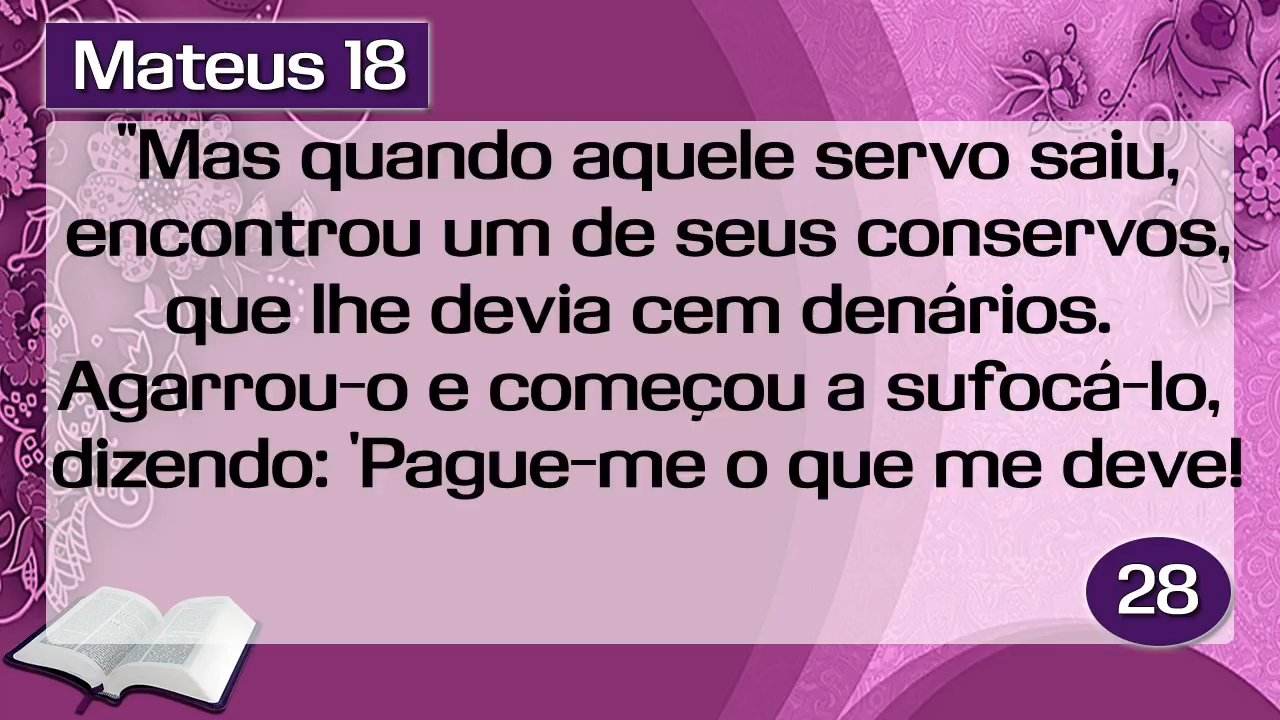 Mateus 18
"Mas quando aquele servo saiu,
encontrou um de seus conservos,
que lhe devia cem denários.
Agarrou-o e começou a sufocá-lo,
dizendo: 'Pague-me o que me deve!
28